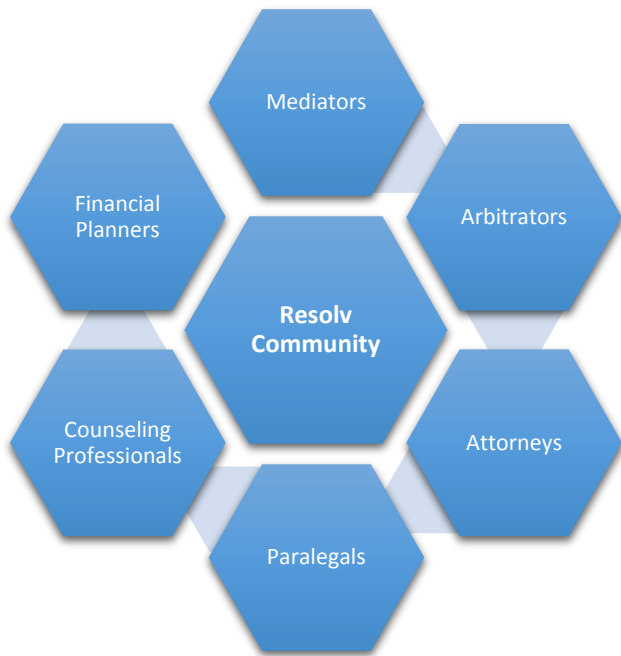 Mediators
Financial
Planners
Arbitrators
Resolv
Community
Counseling
Professionals
Attorneys
Paralegals